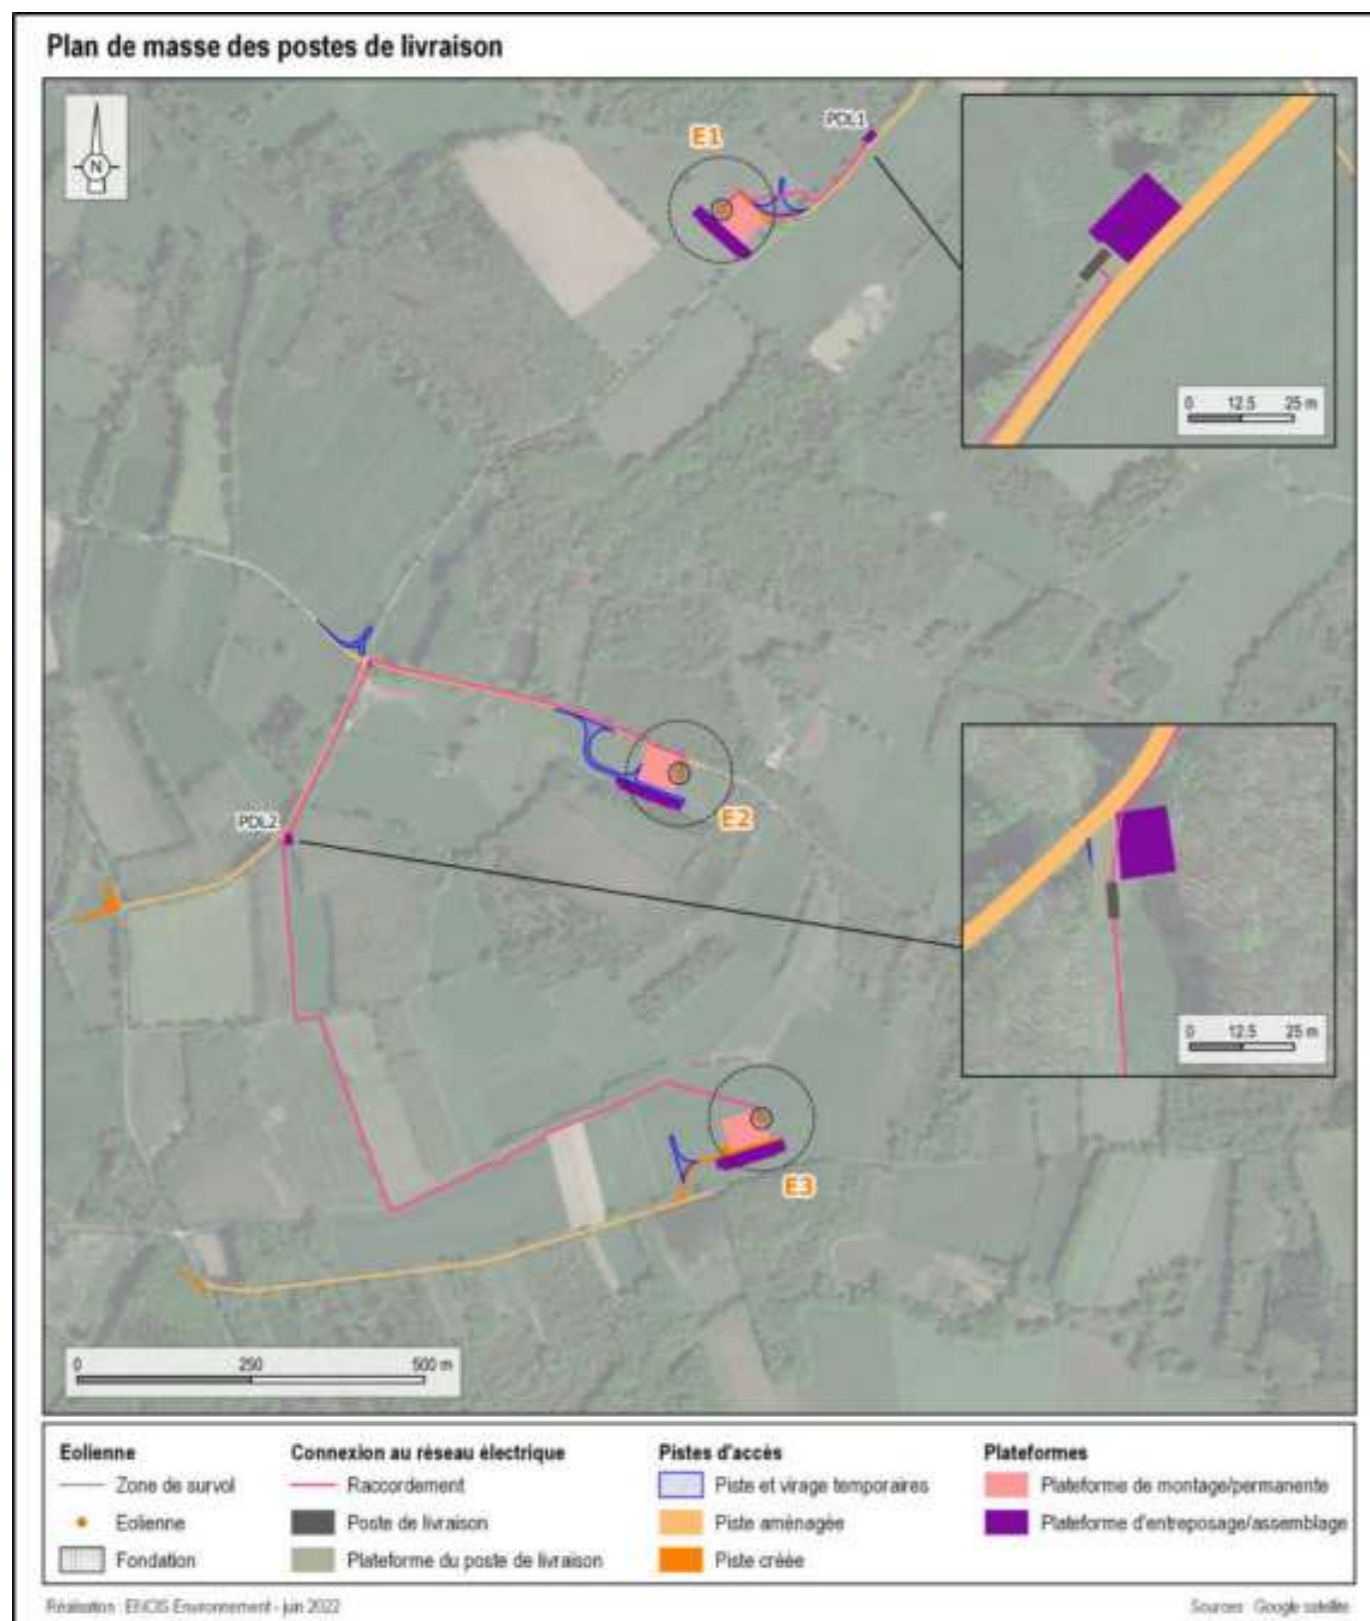 Plan de masse des postes de livraison
N
E1
PDL1
0 12.5 25 m
E2
PDL2
0 12.5 25 m
E3
0 250 500 m
Eolienne
Zone de survol
Eolienne
Fondation
Connexion au réseau électrique
Raccordement
Poste de livraison
Plateforme du poste de livraison
Pistes d'accès
Piste et virage temporaires
Piste aménagée
Piste créée
Plateformes
Plateforme de montage/permanente
Plateforme d'entreposage/assemblage
Réalisation : ENCIS Environnement - juin 2022
Sources : Google satellite